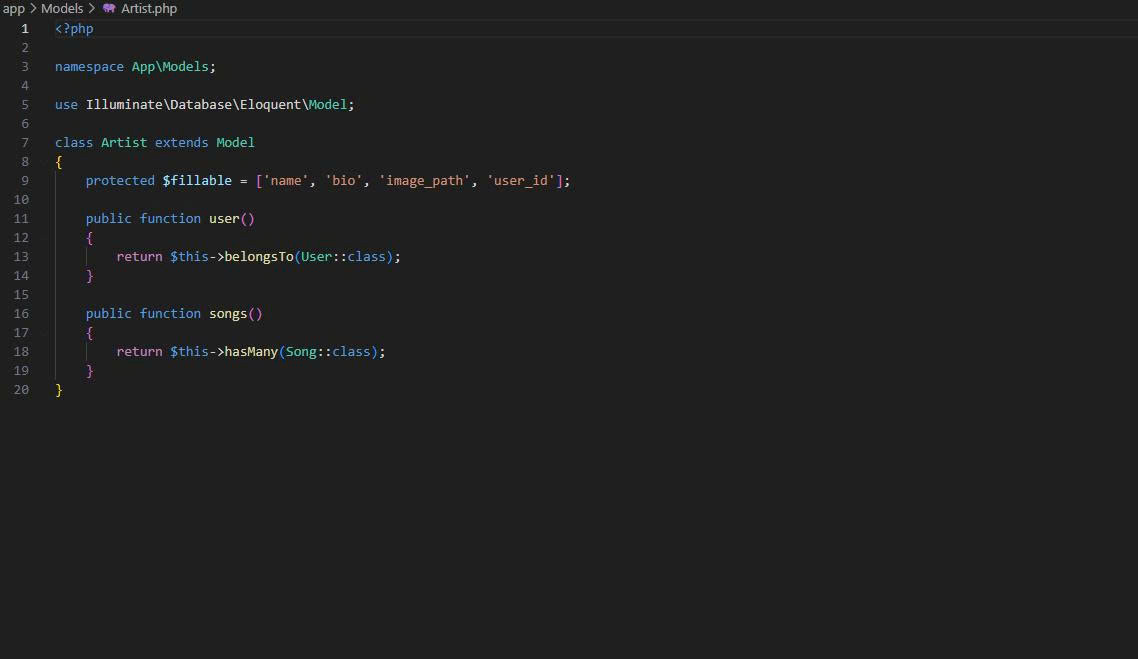 app > Models > Artist.php
1 <?php
2
3 namespace App\Models;
4
5 use Illuminate\Database\Eloquent\Model;
6
7 class Artist extends Model
8 {
9     protected $fillable = ['name', 'bio', 'image_path', 'user_id'];
10
11     public function user()
12     {
13         return $this->belongsTo(User::class);
14     }
15
16     public function songs()
17     {
18         return $this->hasMany(Song::class);
19     }
20 }